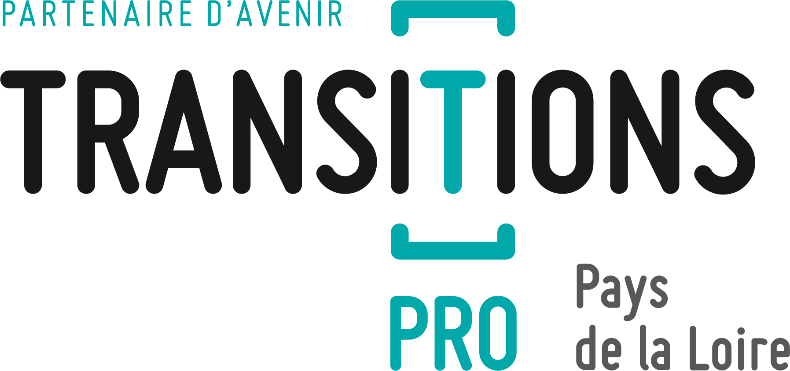 PARTENAIRE D'AVENIR
TRANSITIONS
PRO
Pays
de la Loire